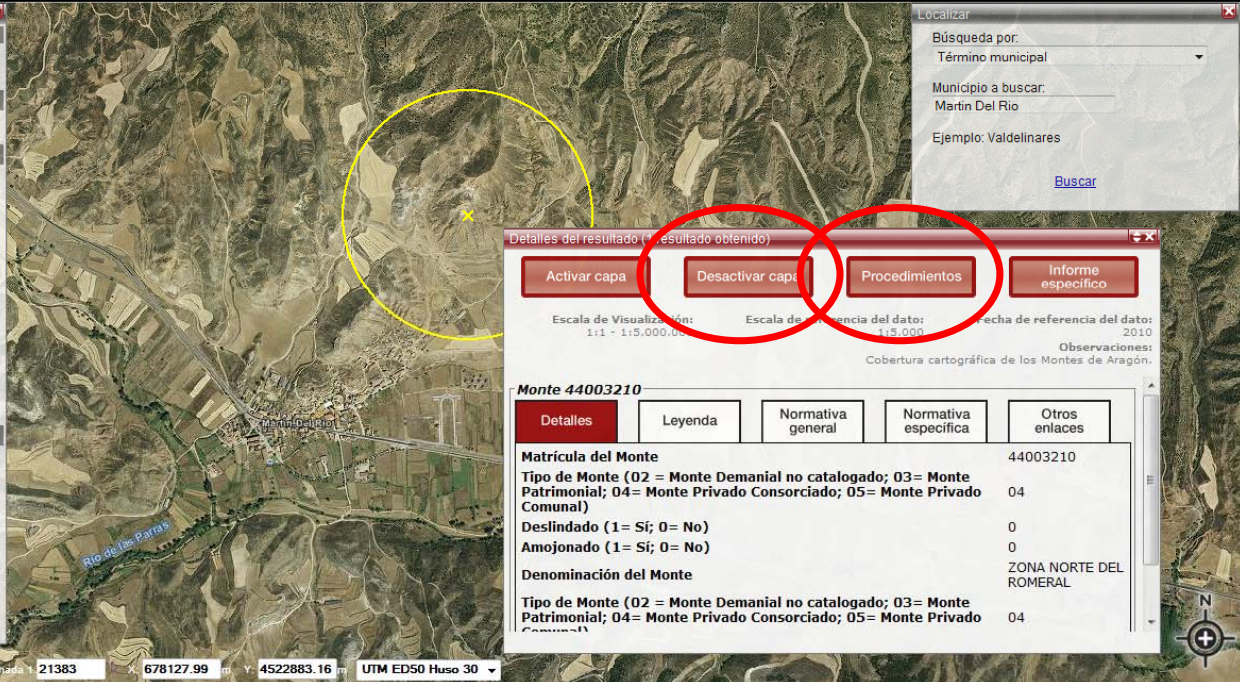 Localizar
Búsqueda por:
Término municipal
Municipio a buscar:
Martin Del Rio
Ejemplo: Valdelinares
Buscar
Detalles del resultado (1 resultado obtenido)
Activar capa
Desactivar capa
Procedimientos
Informe
específico
Escala de Visualización:
1:1 - 1:5.000.00
Escala de referencia del dato:
1:5.000
Fecha de referencia del dato:
2010
Observaciones:
Cobertura cartográfica de los Montes de Aragón.
Monte 44003210
Detalles
Leyenda
Normativa
general
Normativa
específica
Otros
enlaces
Matrícula del Monte 44003210
Tipo de Monte (02 = Monte Demanial no catalogado; 03= Monte
Patrimonial; 04= Monte Privado Consorciado; 05= Monte Privado 04
Comunal)
Deslindado (1= Sí; 0= No) 0
Amojonado (1= Sí; 0= No) 0
Denominación del Monte ZONA NORTE DEL
ROMERAL
Tipo de Monte (02 = Monte Demanial no catalogado; 03= Monte
Patrimonial; 04= Monte Privado Consorciado; 05= Monte Privado 04
Comunal)
Martin Del Rio
Río de las Parras
N
21383 X: 678127.99 m Y: 4522883.16 m UTM ED50 Huso 30